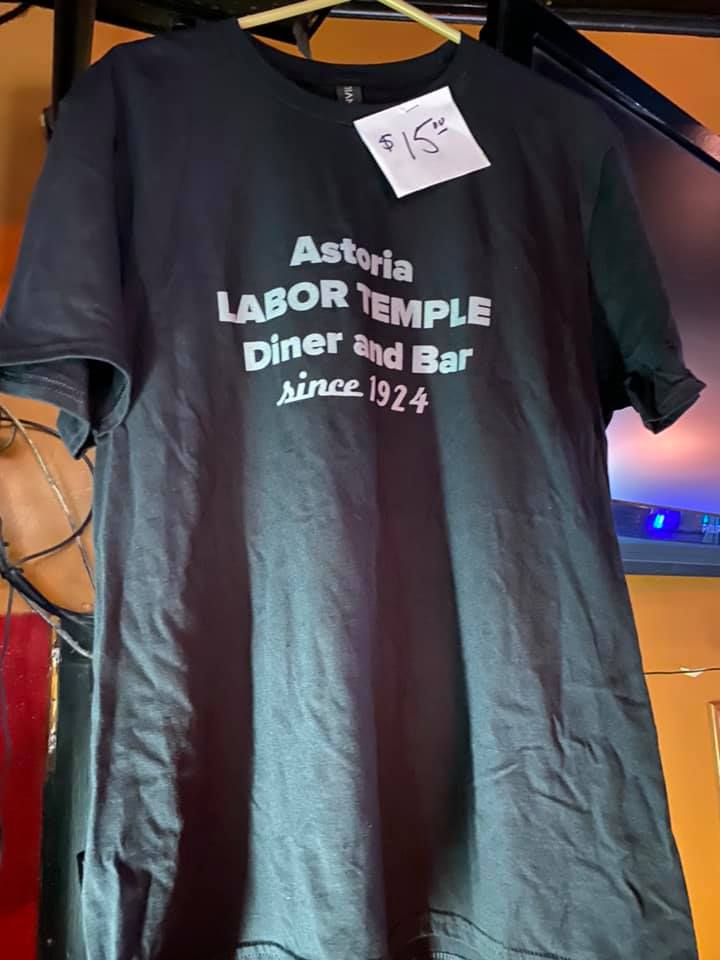 $15.00
Astoria
LABOR TEMPLE
Diner and Bar
since 1924